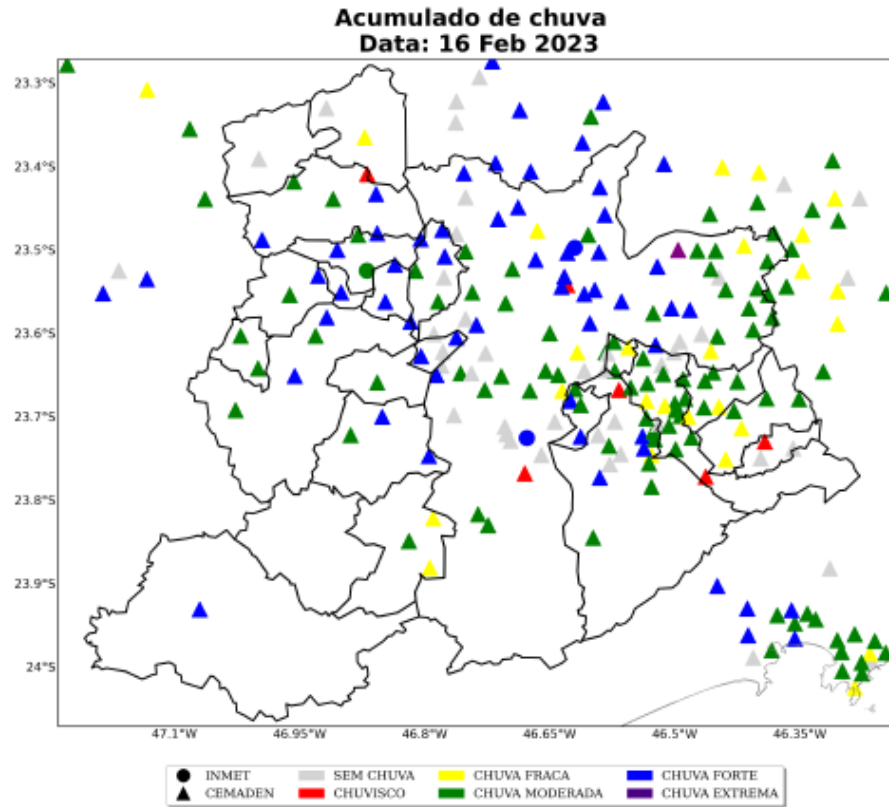 Acumulado de chuva
Data: 16 Feb 2023
23.3°S
23.4°S
23.5°S
23.6°S
23.7°S
23.8°S
23.9°S
24°S
47.1°W 46.95°W 46.8°W 46.65°W 46.5°W 46.35°W
INMET SEM CHUVA CHUVA FRACA CHUVA FORTE
CEMADEN CHUVISCO CHUVA MODERADA CHUVA EXTREMA